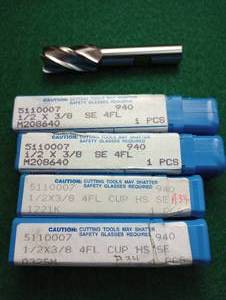 CAUTION: CUTTING TOOLS MAY SHATTER
SAFETY GLASSES REQUIRED
5110007 940
1/2 X 3/8 SE 4FL
M208640 1 PCS
CAUTION: CUTTING TOOLS MAY SHATTER
SAFETY GLASSES REQUIRED
5110007 940
1/2 X 3/8 SE 4FL
M208640 1 PC
CAUTION: CUTTING TOOLS MAY SHATTER
SAFETY GLASSES REQUIRED
5110007 940
1/2X3/8 4FL CUP HS SE
1221K PCS
CAUTION: CUTTING TOOLS MAY SHATTER
SAFETY GLASSES REQUIRED
5110007 940
1/2X3/8 4FL CUP HS SE
PCS